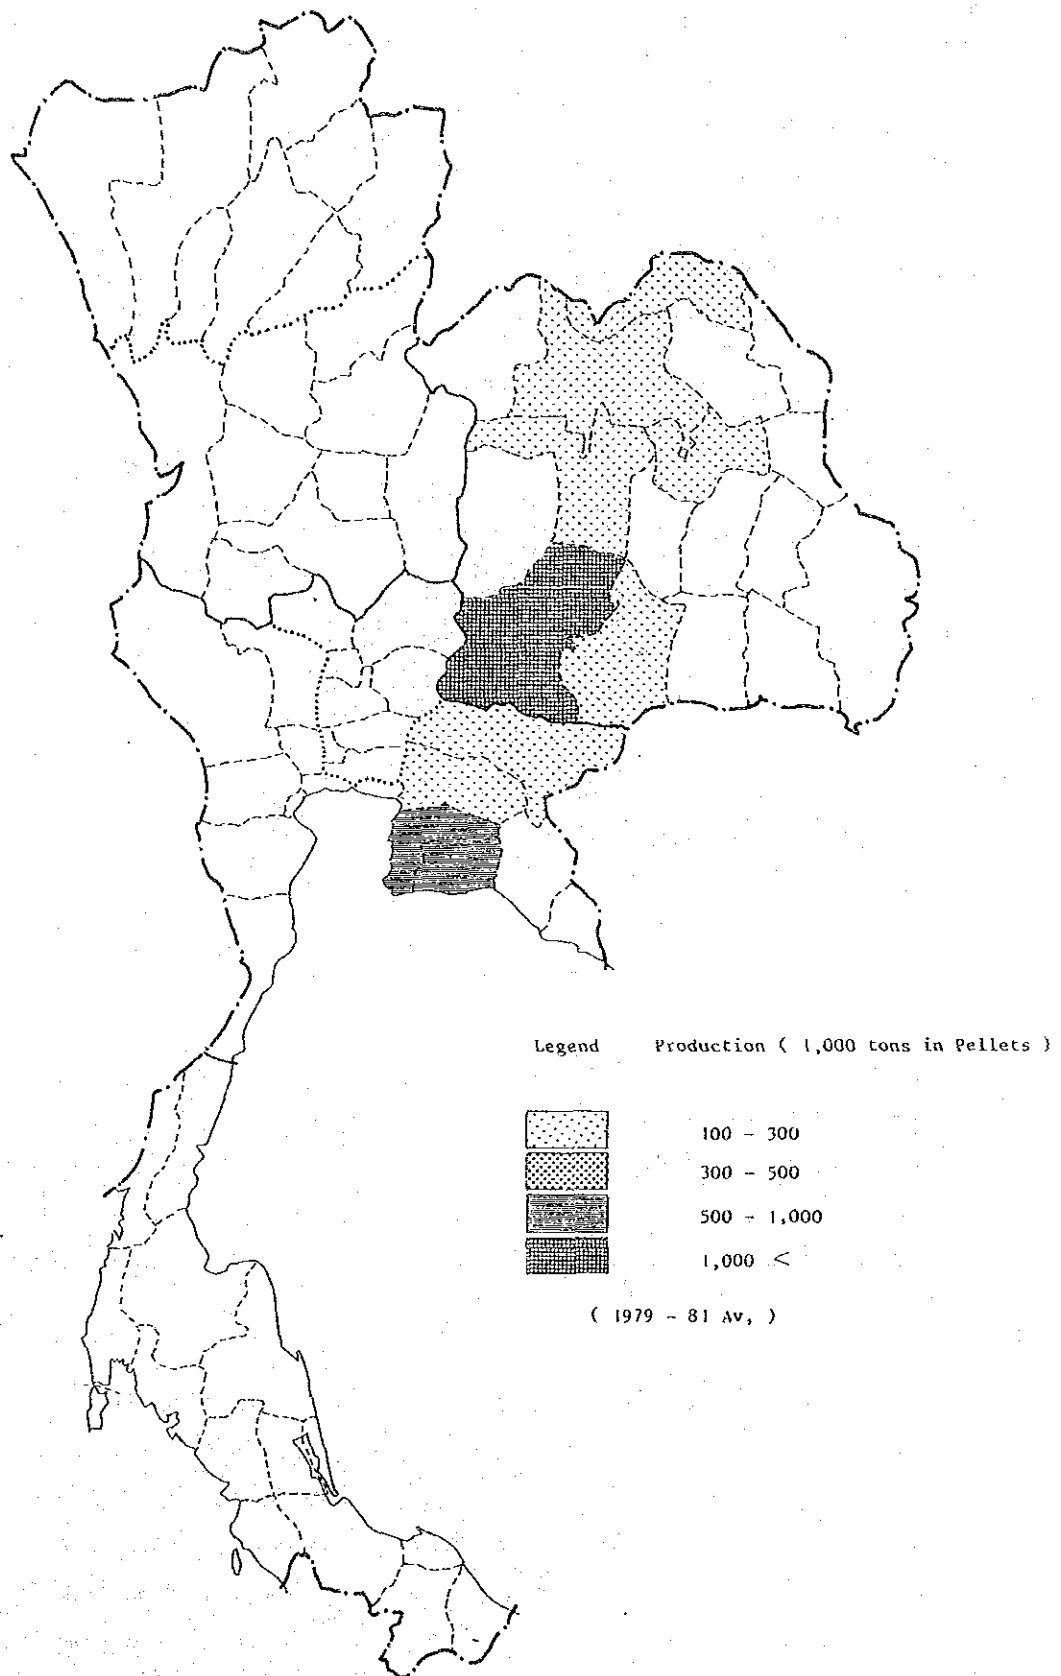 Legend Production ( 1,000 tons in Pellets )
100 - 300
300 - 500
500 - 1,000
1,000 <
( 1979 - 81 Av, )